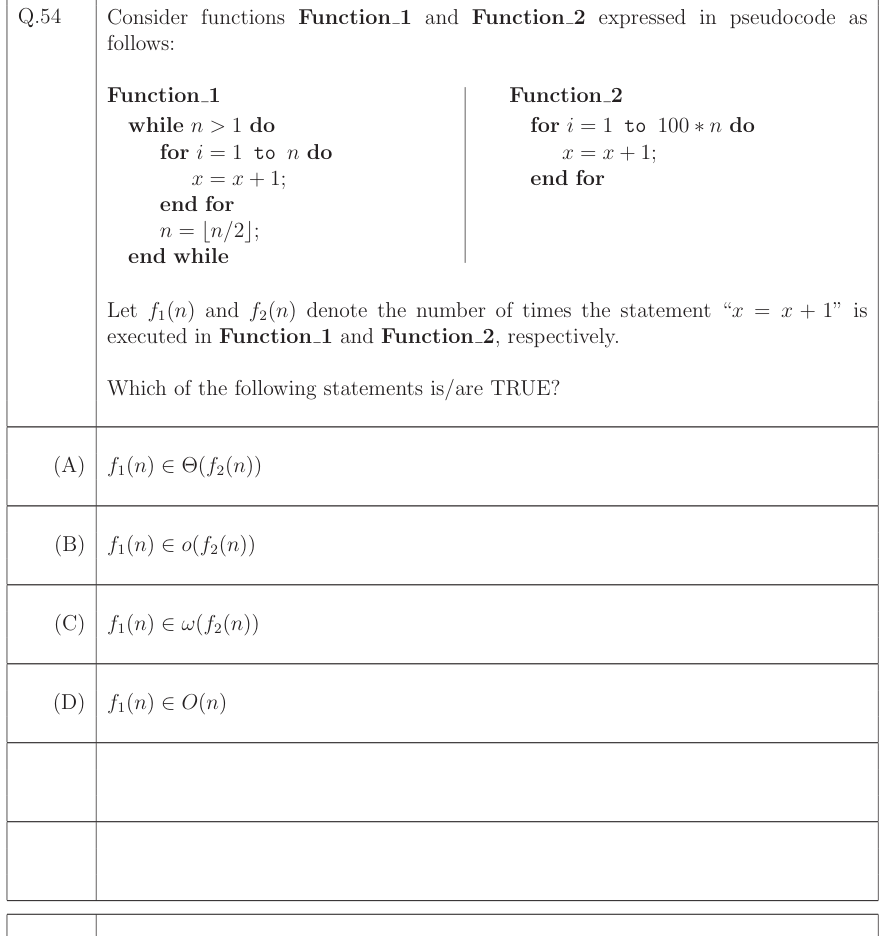 Q.54 Consider functions Function_1 and Function_2 expressed in pseudocode as
follows:
Function_1
while n > 1 do
for i = 1 to n do
x = x + 1;
end for
n = ⌊n/2⌋;
end while
Function_2
for i = 1 to 100 ∗ n do
x = x + 1;
end for
Let f₁(n) and f₂(n) denote the number of times the statement “x = x + 1” is
executed in Function_1 and Function_2, respectively.
Which of the following statements is/are TRUE?
(A) f₁(n) ∈ Θ(f₂(n))
(B) f₁(n) ∈ o(f₂(n))
(C) f₁(n) ∈ ω(f₂(n))
(D) f₁(n) ∈ O(n)